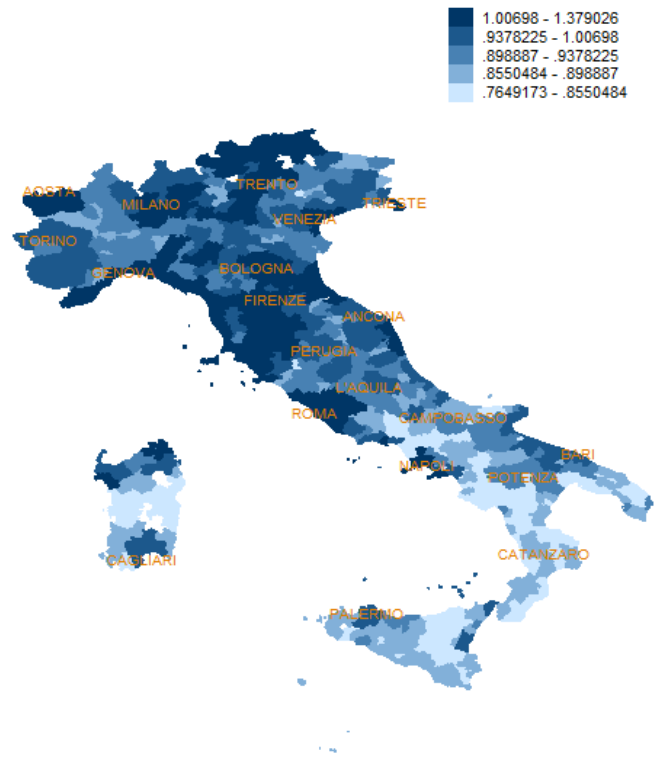 1.00698 - 1.379026
.9378225 - 1.00698
.898887 - .9378225
.8550484 - .898887
.7649173 - .8550484
AOSTA
TRENTO
MILANO
TRIESTE
VENEZIA
TORINO
GENOVA
BOLOGNA
FIRENZE
ANCONA
PERUGIA
L'AQUILA
ROMA
CAMPOBASSO
NAPOLI
BARI
POTENZA
CAGLIARI
CATANZARO
PALERMO